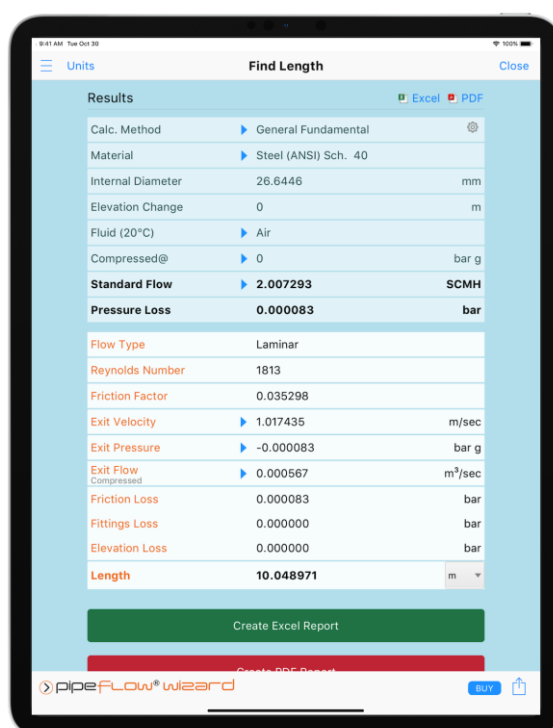 9:41 AM Tue Oct 30 100%
Units Find Length Close
Results Excel PDF
Calc. Method General Fundamental
Material Steel (ANSI) Sch. 40
Internal Diameter 26.6446 mm
Elevation Change 0 m
Fluid (20°C) Air
Compressed@ 0 bar g
Standard Flow 2.007293 SCMH
Pressure Loss 0.000083 bar
Flow Type Laminar
Reynolds Number 1813
Friction Factor 0.035298
Exit Velocity 1.017435 m/sec
Exit Pressure -0.000083 bar g
Exit Flow 0.000567 m³/sec
Compressed
Friction Loss 0.000083 bar
Fittings Loss 0.000000 bar
Elevation Loss 0.000000 bar
Length 10.048971 m
Create Excel Report
Create PDF Report
pipeFLOW® wizard BUY